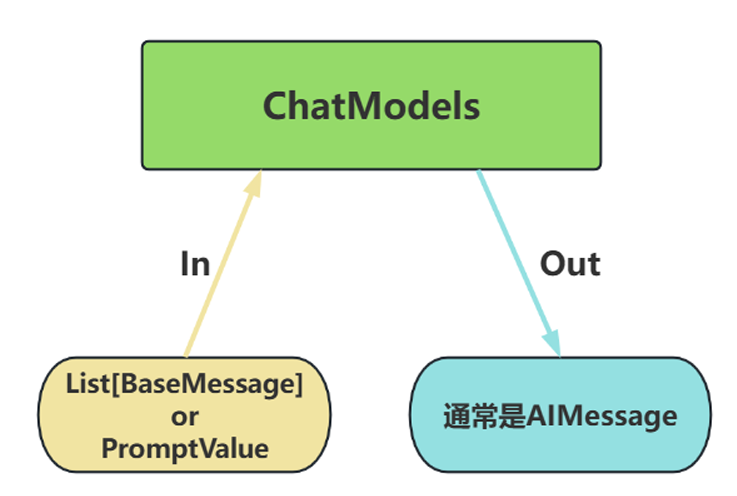 ChatModels
In
Out
List[BaseMessage]
or
PromptValue
通常是AIMessage